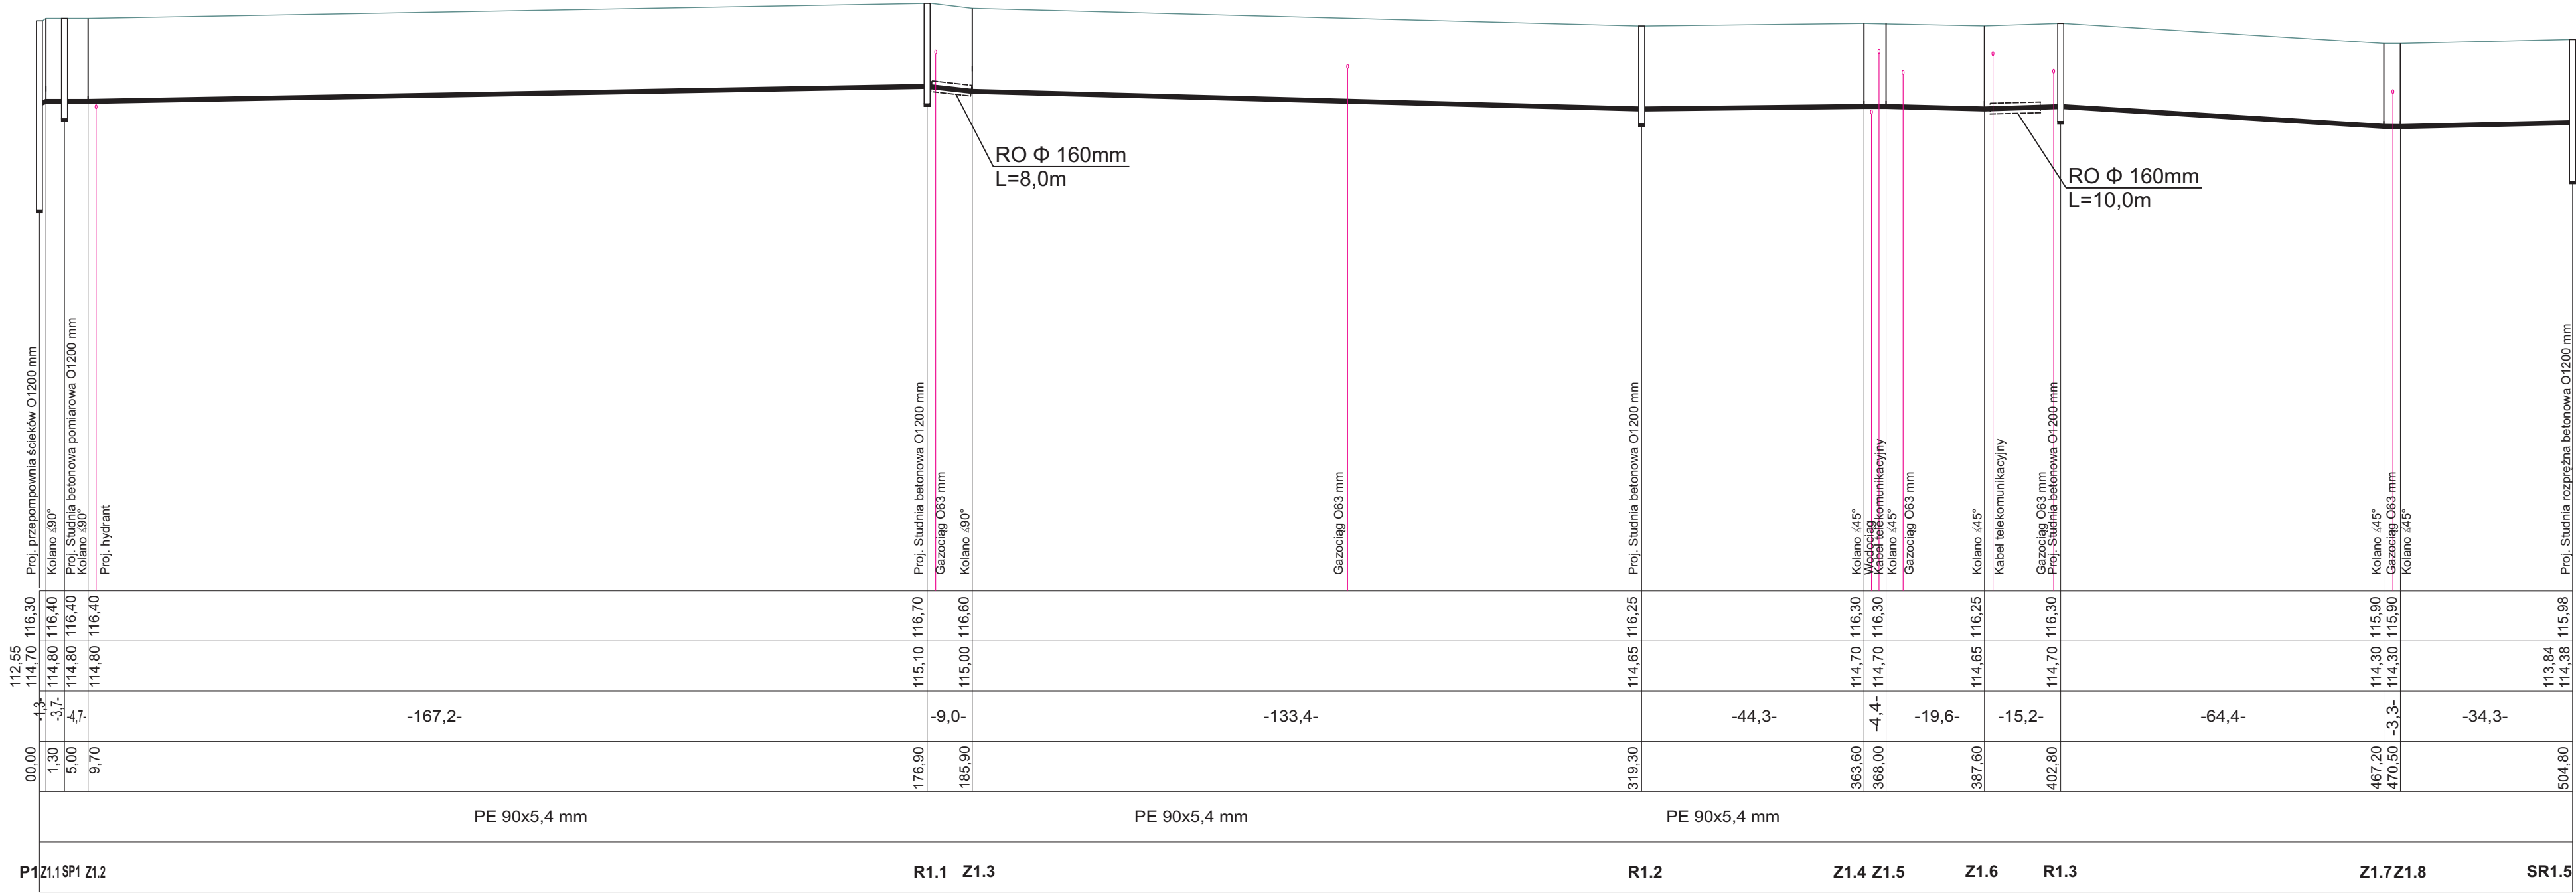 RO Φ 160mm
L=8,0m
RO Φ 160mm
L=10,0m
Proj. przepompownia ścieków O1200 mm
Kolano ∡90°
Proj. Studnia betonowa pomiarowa O1200 mm
Kolano ∡90°
Proj. hydrant
Proj. Studnia betonowa O1200 mm
Gazociąg O63 mm
Kolano ∡90°
Gazociąg O63 mm
Proj. Studnia betonowa O1200 mm
Kolano ∡45°
Wodociąg
Kabel telekomunikacyjny
Kolano ∡45°
Gazociąg O63 mm
Kolano ∡45°
Kabel telekomunikacyjny
Gazociąg O63 mm
Proj. Studnia betonowa O1200 mm
Kolano ∡45°
Gazociąg O63 mm
Kolano ∡45°
Proj. Studnia rozprężna betonowa O1200 mm
116,30 116,40 116,40 116,40 116,70 116,60 116,25 116,30 116,30 116,25 116,30 115,90 115,90 115,98
112,55 114,70 114,80 114,80 114,80 115,10 115,00 114,65 114,70 114,70 114,65 114,70 114,30 114,30 113,84 114,38
-1,3- -3,7- -4,7- -167,2- -9,0- -133,4- -44,3- -4,4- -19,6- -15,2- -64,4- -3,3- -34,3-
00,00 1,30 5,00 9,70 176,90 185,90 319,30 363,60 368,00 387,60 402,80 467,20 470,50 504,80
PE 90x5,4 mm PE 90x5,4 mm PE 90x5,4 mm
P1 Z1.1 SP1 Z1.2 R1.1 Z1.3 R1.2 Z1.4 Z1.5 Z1.6 R1.3 Z1.7 Z1.8 SR1.5